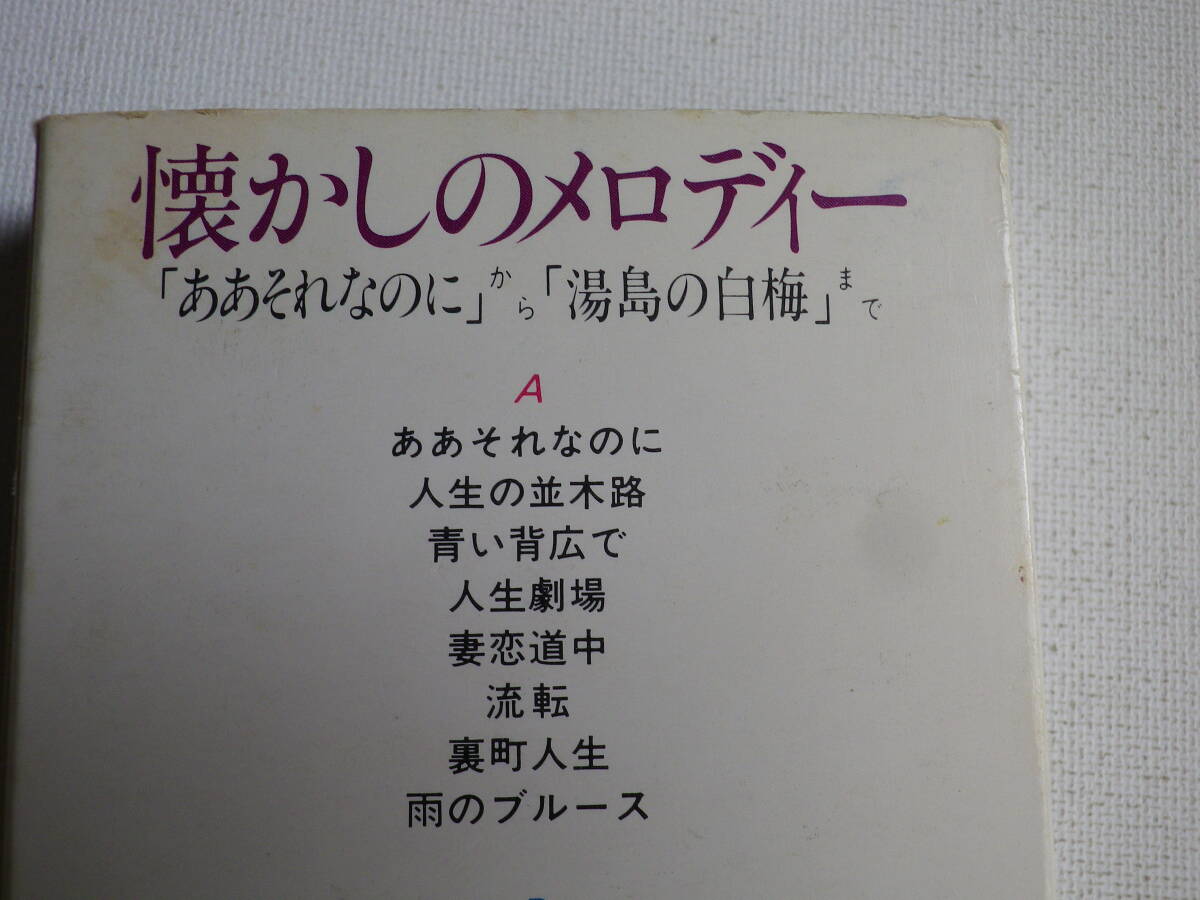 懐かしのメロディー
「ああそれなのに」から「湯島の白梅」まで
A
ああそれなのに
人生の並木路
青い背広で
人生劇場
妻恋道中
流転
裏町人生
雨のブルース